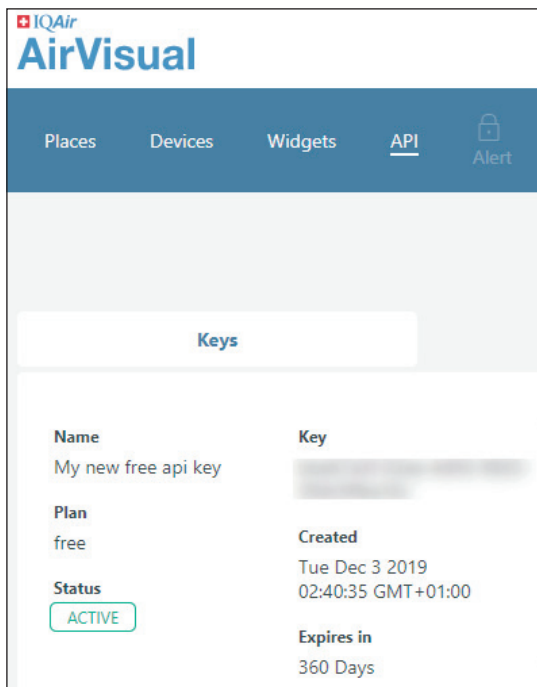 IQAir
AirVisual
Places Devices Widgets API Alert
Keys
Name
My new free api key
Plan
free
Status
ACTIVE
Key
Created
Tue Dec 3 2019
02:40:35 GMT+01:00
Expires in
360 Days